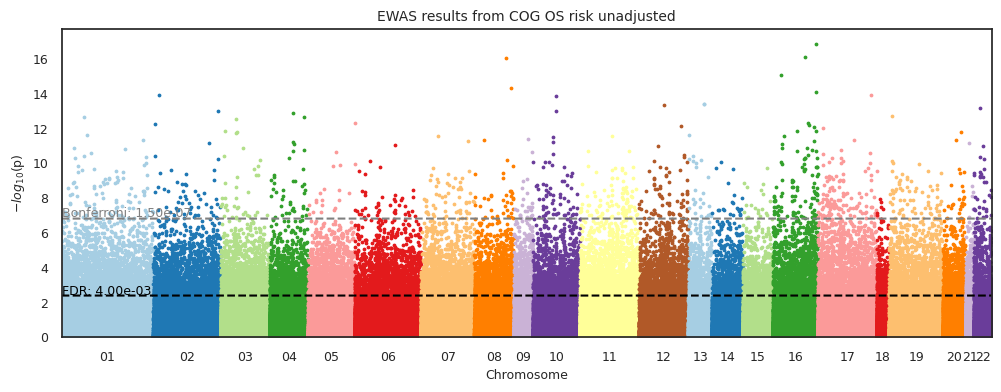 EWAS results from COG OS risk unadjusted
16
14
12
10
8
6
4
2
0
−log₁₀(p)
Bonferroni: 1.50e-07
FDR: 4.00e-03
01 02 03 04 05 06 07 08 09 10 11 12 13 14 15 16 17 18 19 20 21 22
Chromosome